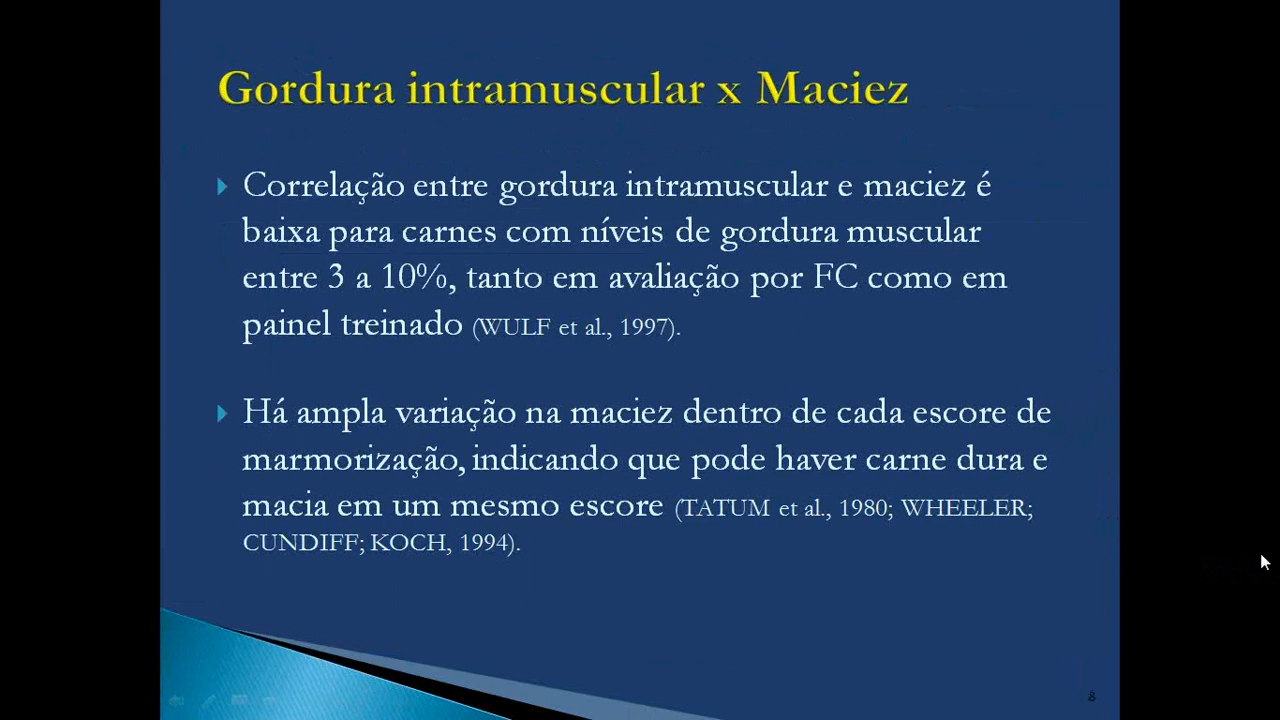 Gordura intramuscular x Maciez
Correlação entre gordura intramuscular e maciez é
baixa para carnes com níveis de gordura muscular
entre 3 a 10%, tanto em avaliação por FC como em
painel treinado (WULF et al., 1997).
Há ampla variação na maciez dentro de cada escore de
marmorização, indicando que pode haver carne dura e
macia em um mesmo escore (TATUM et al., 1980; WHEELER;
CUNDIFF; KOCH, 1994).
8